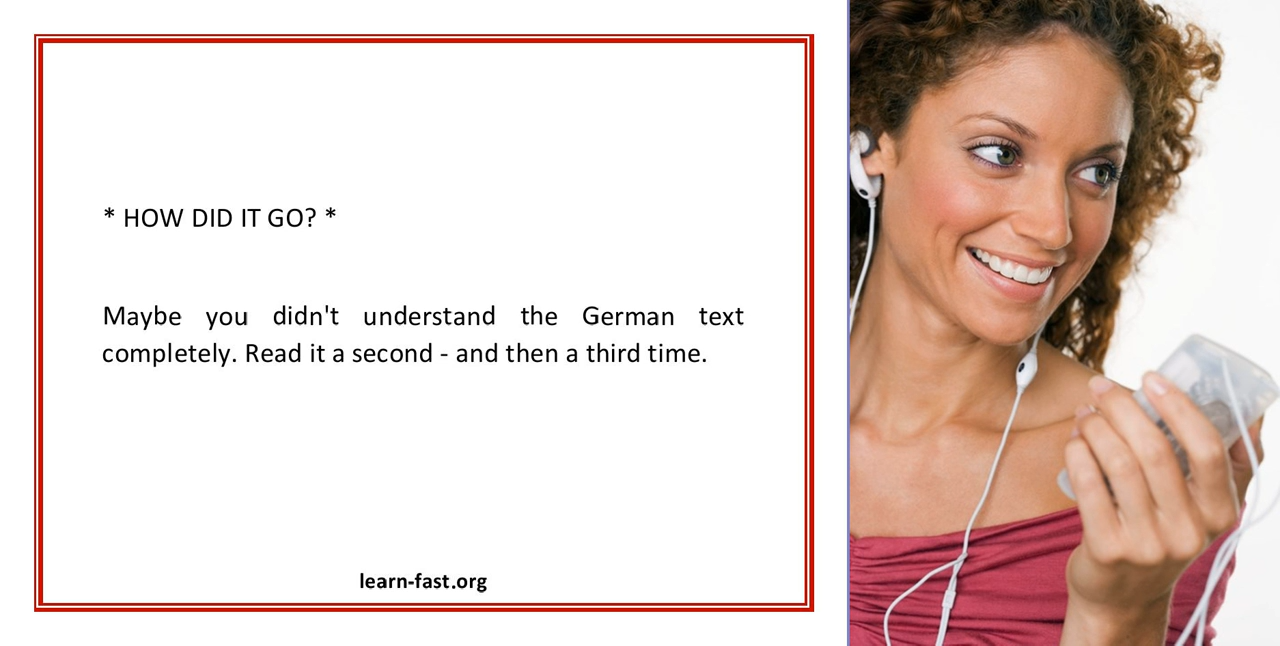 * HOW DID IT GO? *
Maybe you didn't understand the German text
completely. Read it a second - and then a third time.
learn-fast.org